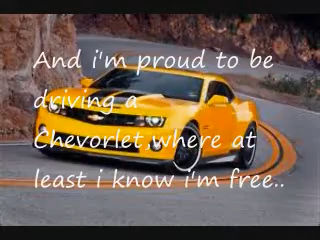 And i'm proud to be
driving a
Chevorlet,where at
least i know i'm free..